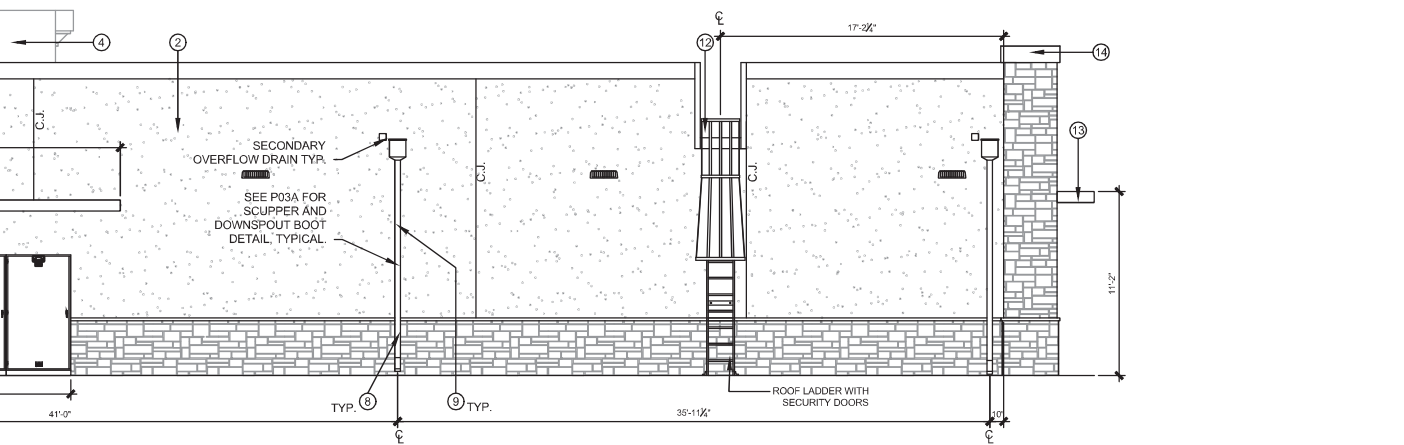 ℄
17'-2¾"
4
2
12
14
C.J.
SECONDARY
OVERFLOW DRAIN TYP.
13
C.J.
C.J.
SEE P03A FOR
SCUPPER AND
DOWNSPOUT BOOT
DETAIL, TYPICAL.
11'-2"
ROOF LADDER WITH
SECURITY DOORS
TYP. 8
9 TYP.
41'-0"
35'-11¼"
10"
℄
℄